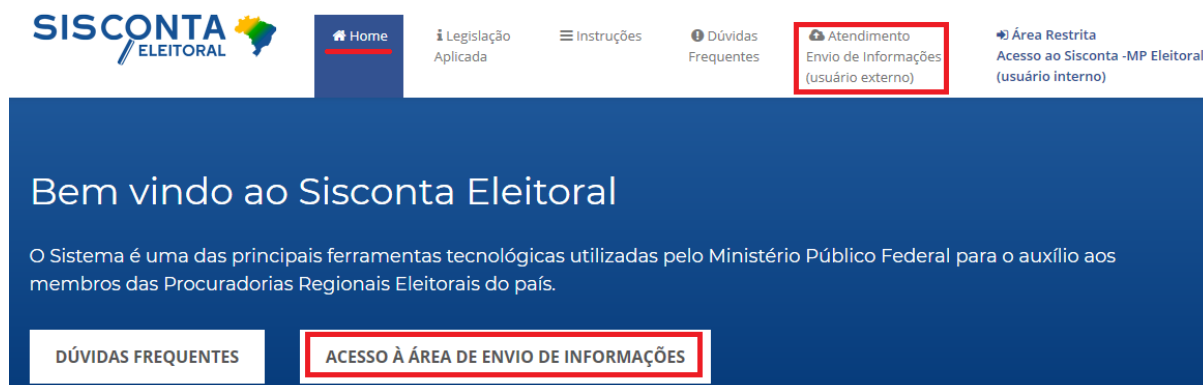 SISCONTA
ELEITORAL
Home
Legislação
Aplicada
Instruções
Dúvidas
Frequentes
Atendimento
Envio de Informações
(usuário externo)
Área Restrita
Acesso ao Sisconta -MP Eleitoral
(usuário interno)
Bem vindo ao Sisconta Eleitoral
O Sistema é uma das principais ferramentas tecnológicas utilizadas pelo Ministério Público Federal para o auxílio aos
membros das Procuradorias Regionais Eleitorais do país.
DÚVIDAS FREQUENTES
ACESSO À ÁREA DE ENVIO DE INFORMAÇÕES